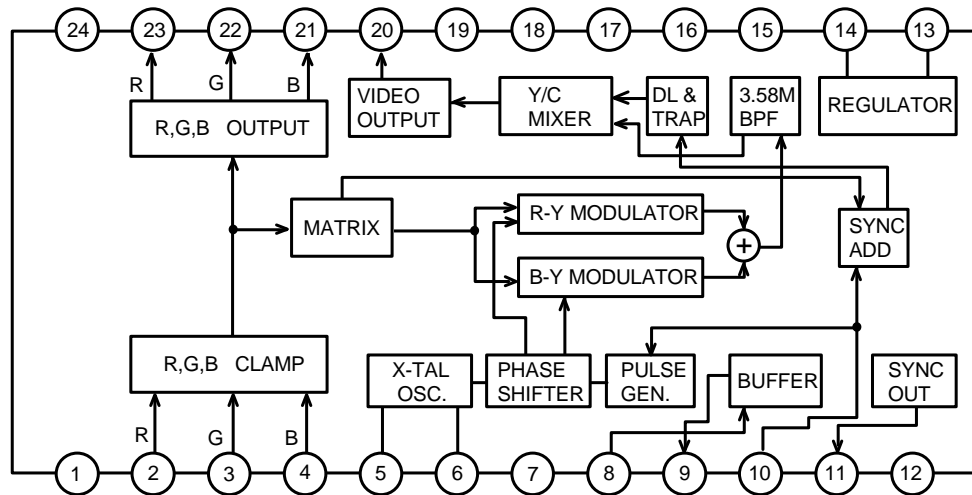 24 23 22 21 20 19 18 17 16 15 14 13
R G B
VIDEO
OUTPUT
Y/C
MIXER
DL &
TRAP
3.58M
BPF
REGULATOR
R,G,B OUTPUT
MATRIX
R-Y MODULATOR
+
SYNC
ADD
B-Y MODULATOR
R,G,B CLAMP
X-TAL
OSC.
PHASE
SHIFTER
PULSE
GEN.
BUFFER
SYNC
OUT
R G B
1 2 3 4 5 6 7 8 9 10 11 12